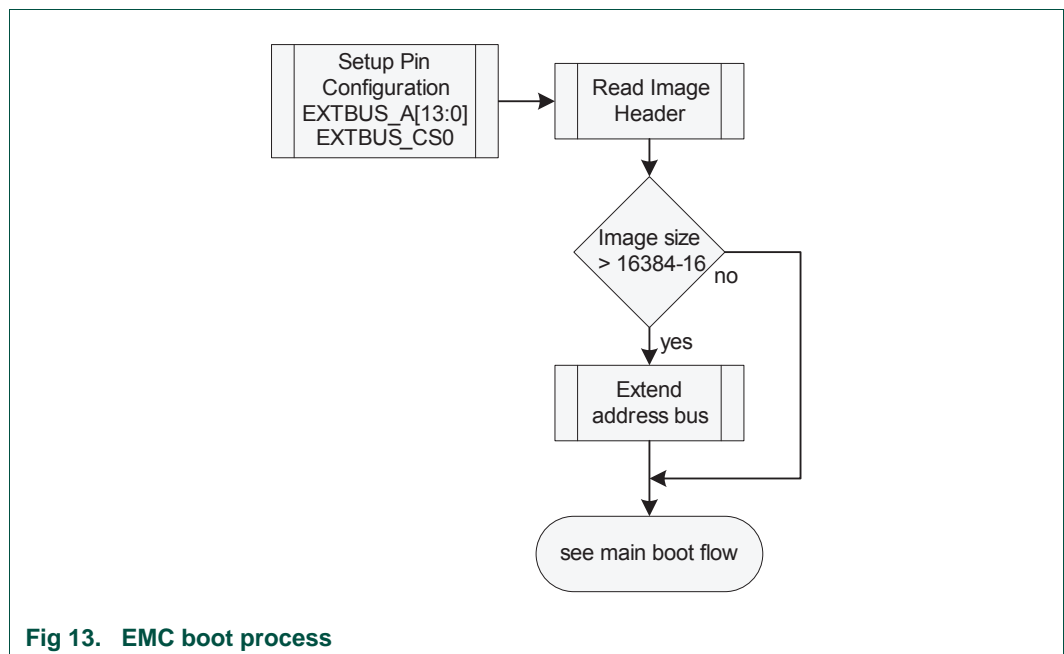 Setup Pin
Configuration
EXTBUS_A[13:0]
EXTBUS_CS0
Read Image
Header
Image size
> 16384-16
no
yes
Extend
address bus
see main boot flow
Fig 13. EMC boot process